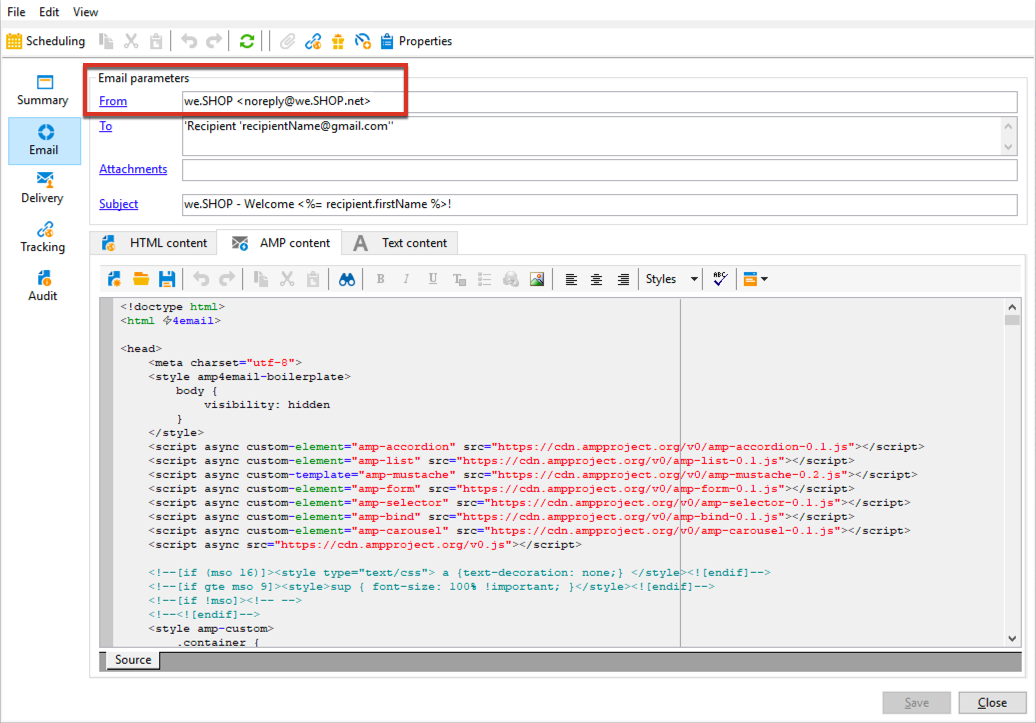 File Edit View
Scheduling Properties
Summary
Email
Delivery
Tracking
Audit
Email parameters
From we.SHOP <noreply@we.SHOP.net>
To 'Recipient 'recipientName@gmail.com''
Attachments
Subject we.SHOP - Welcome <%= recipient.firstName %>!
HTML content AMP content Text content
B I U Styles ABC
<!doctype html>
<html ⚡4email>
<head>
<meta charset="utf-8">
<style amp4email-boilerplate>
body {
visibility: hidden
}
</style>
<script async custom-element="amp-accordion" src="https://cdn.ampproject.org/v0/amp-accordion-0.1.js"></script>
<script async custom-element="amp-list" src="https://cdn.ampproject.org/v0/amp-list-0.1.js"></script>
<script async custom-template="amp-mustache" src="https://cdn.ampproject.org/v0/amp-mustache-0.2.js"></script>
<script async custom-element="amp-form" src="https://cdn.ampproject.org/v0/amp-form-0.1.js"></script>
<script async custom-element="amp-selector" src="https://cdn.ampproject.org/v0/amp-selector-0.1.js"></script>
<script async custom-element="amp-bind" src="https://cdn.ampproject.org/v0/amp-bind-0.1.js"></script>
<script async custom-element="amp-carousel" src="https://cdn.ampproject.org/v0/amp-carousel-0.1.js"></script>
<script async src="https://cdn.ampproject.org/v0.js"></script>
<!--[if (mso 16)]><style type="text/css"> a {text-decoration: none;} </style><![endif]-->
<!--[if gte mso 9]><style>sup { font-size: 100% !important; }</style><![endif]-->
<!--[if !mso]><!-- -->
<!--<![endif]-->
<style amp-custom>
.container {
Source
Save Close